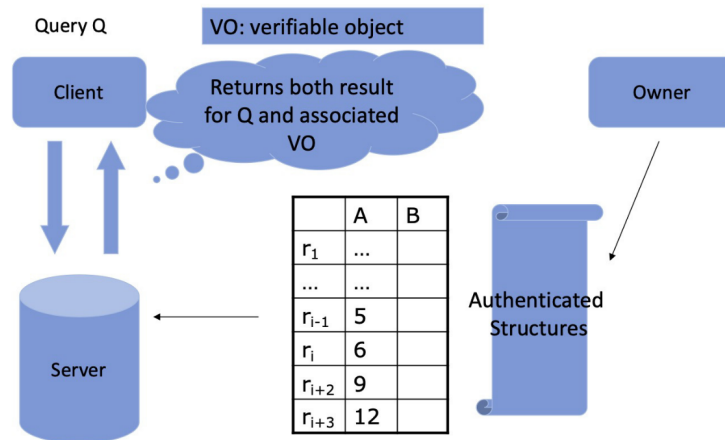 Query Q
VO: verifiable object
Client
Returns both result
for Q and associated
VO
Owner
A B
r₁ ...
... ...
rᵢ₋₁ 5
rᵢ 6
rᵢ₊₂ 9
rᵢ₊₃ 12
Authenticated
Structures
Server